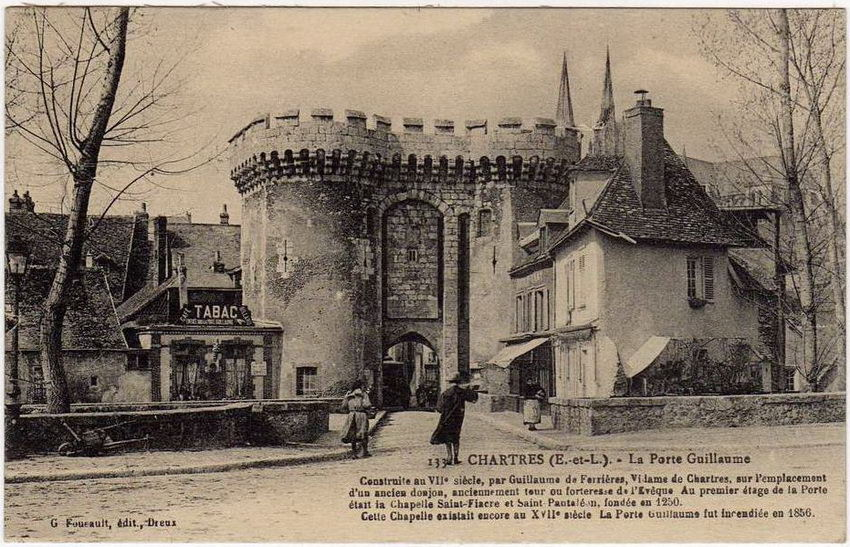 TABAC
133 CHARTRES (E.-et-L.). - La Porte Guillaume
Construite au VIIe siècle, par Guillaume de Ferrières, Vidame de Chartres, sur l'emplacement
d'un ancien donjon, anciennement tour ou forteresse de l'Evêque Au premier étage de la Porte
était la Chapelle Saint-Fiacre et Saint-Pantaléon, fondée en 1250.
Cette Chapelle existait encore au XVIIe siècle La Porte Guillaume fut incendiée en 1856.
G Foucault, édit., Dreux